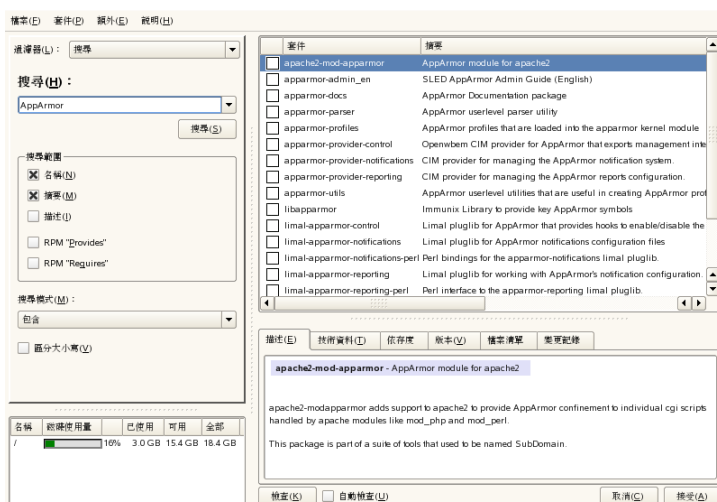 檔案(F) 套件(P) 額外(E) 說明(H)
過濾器(L)： 搜尋
搜尋(H)：
AppArmor
搜尋(S)
搜尋範圍
名稱(N)
摘要(M)
描述(I)
RPM "Provides"
RPM "Requires"
搜尋模式(M)：
包含
區分大小寫(V)
名稱 磁碟使用量 已使用 可用 全部
/ 16% 3.0 GB 15.4 GB 18.4 GB
套件 摘要
apache2-mod-apparmor AppArmor module for apache2
apparmor-admin_en SLED AppArmor Admin Guide (English)
apparmor-docs AppArmor Documentation package
apparmor-parser AppArmor userlevel parser utility
apparmor-profiles AppArmor profiles that are loaded into the apparmor kernel module
apparmor-provider-control Openwbem CIM provider for AppArmor that exports management inte
apparmor-provider-notifications CIM provider for managing the AppArmor notification system.
apparmor-provider-reporting CIM provider for managing the AppArmor reports configuration.
apparmor-utils AppArmor userlevel utilities that are useful in creating AppArmor prof
libapparmor Immunix Library to provide key AppArmor symbols
limal-apparmor-control Limal pluglib for AppArmor that provides hooks to enable/disable the
limal-apparmor-notifications Limal pluglib for AppArmor notifications configuration files
limal-apparmor-notifications-perl Perl bindings for the apparmor-notifications limal pluglib.
limal-apparmor-reporting Limal pluglib for working with AppArmor's notification configuration.
limal-apparmor-reporting-perl Perl interface to the apparmor-reporting limal pluglib.
描述(E) 技術資料(T) 依存度 版本(V) 檔案清單 變更記錄
apache2-mod-apparmor - AppArmor module for apache2
apache2-modapparmor adds support to apache2 to provide AppArmor confinement to individual cgi scripts
handled by apache modules like mod_php and mod_perl.
This package is part of a suite of tools that used to be named SubDomain.
檢查(K) 自動檢查(U) 取消(C) 接受(A)